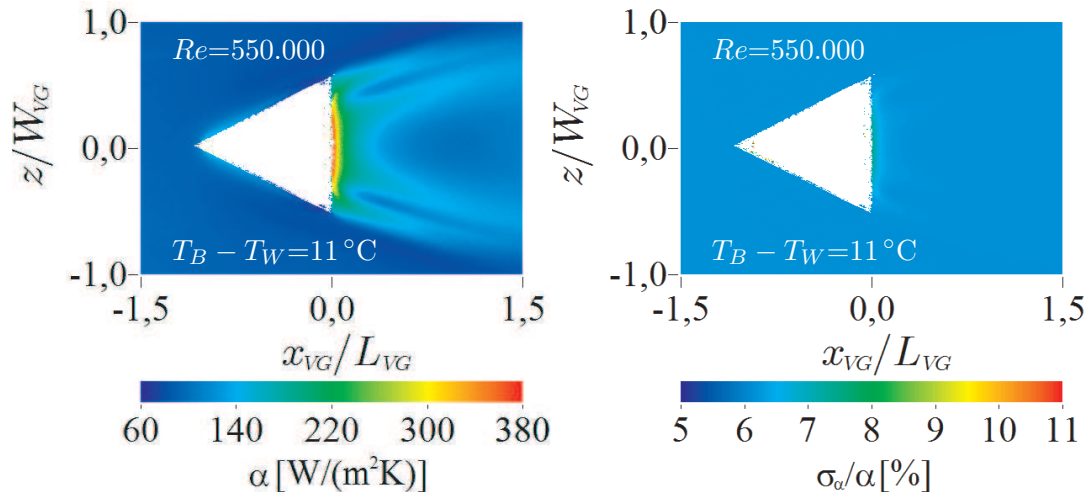 1,0
Re=550.000
z/W_VG
0,0
T_B − T_W=11 °C
-1,0
-1,5 0,0 1,5
x_VG/L_VG
60 140 220 300 380
α [W/(m²K)]
1,0
Re=550.000
z/W_VG
0,0
T_B − T_W=11 °C
-1,0
-1,5 0,0 1,5
x_VG/L_VG
5 6 7 8 9 10 11
σ_α/α [%]